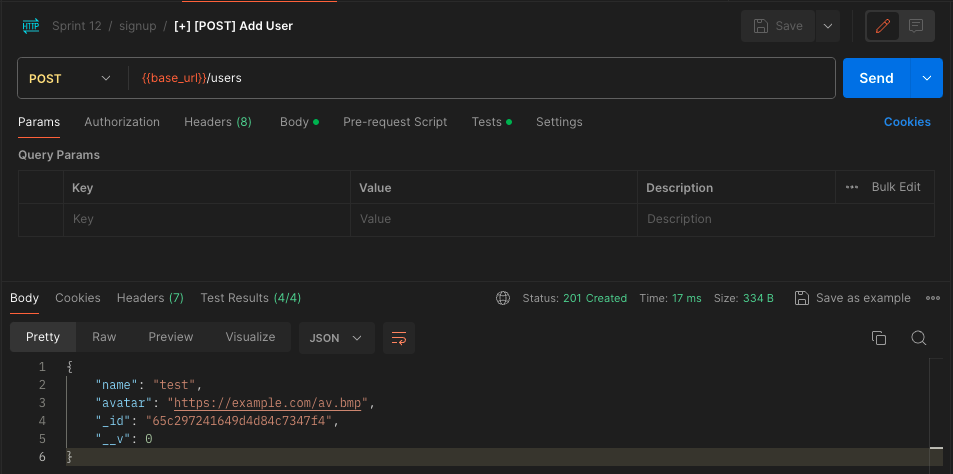 HTTP Sprint 12 / signup / [+] [POST] Add User Save
POST {{base_url}}/users Send
Params Authorization Headers (8) Body Pre-request Script Tests Settings Cookies
Query Params
Key Value Description ••• Bulk Edit
Key Value Description
Body Cookies Headers (7) Test Results (4/4) Status: 201 Created Time: 17 ms Size: 334 B Save as example •••
Pretty Raw Preview Visualize JSON
1 {
2 "name": "test",
3 "avatar": "https://example.com/av.bmp",
4 "_id": "65c297241649d4d84c7347f4",
5 "__v": 0
6 }